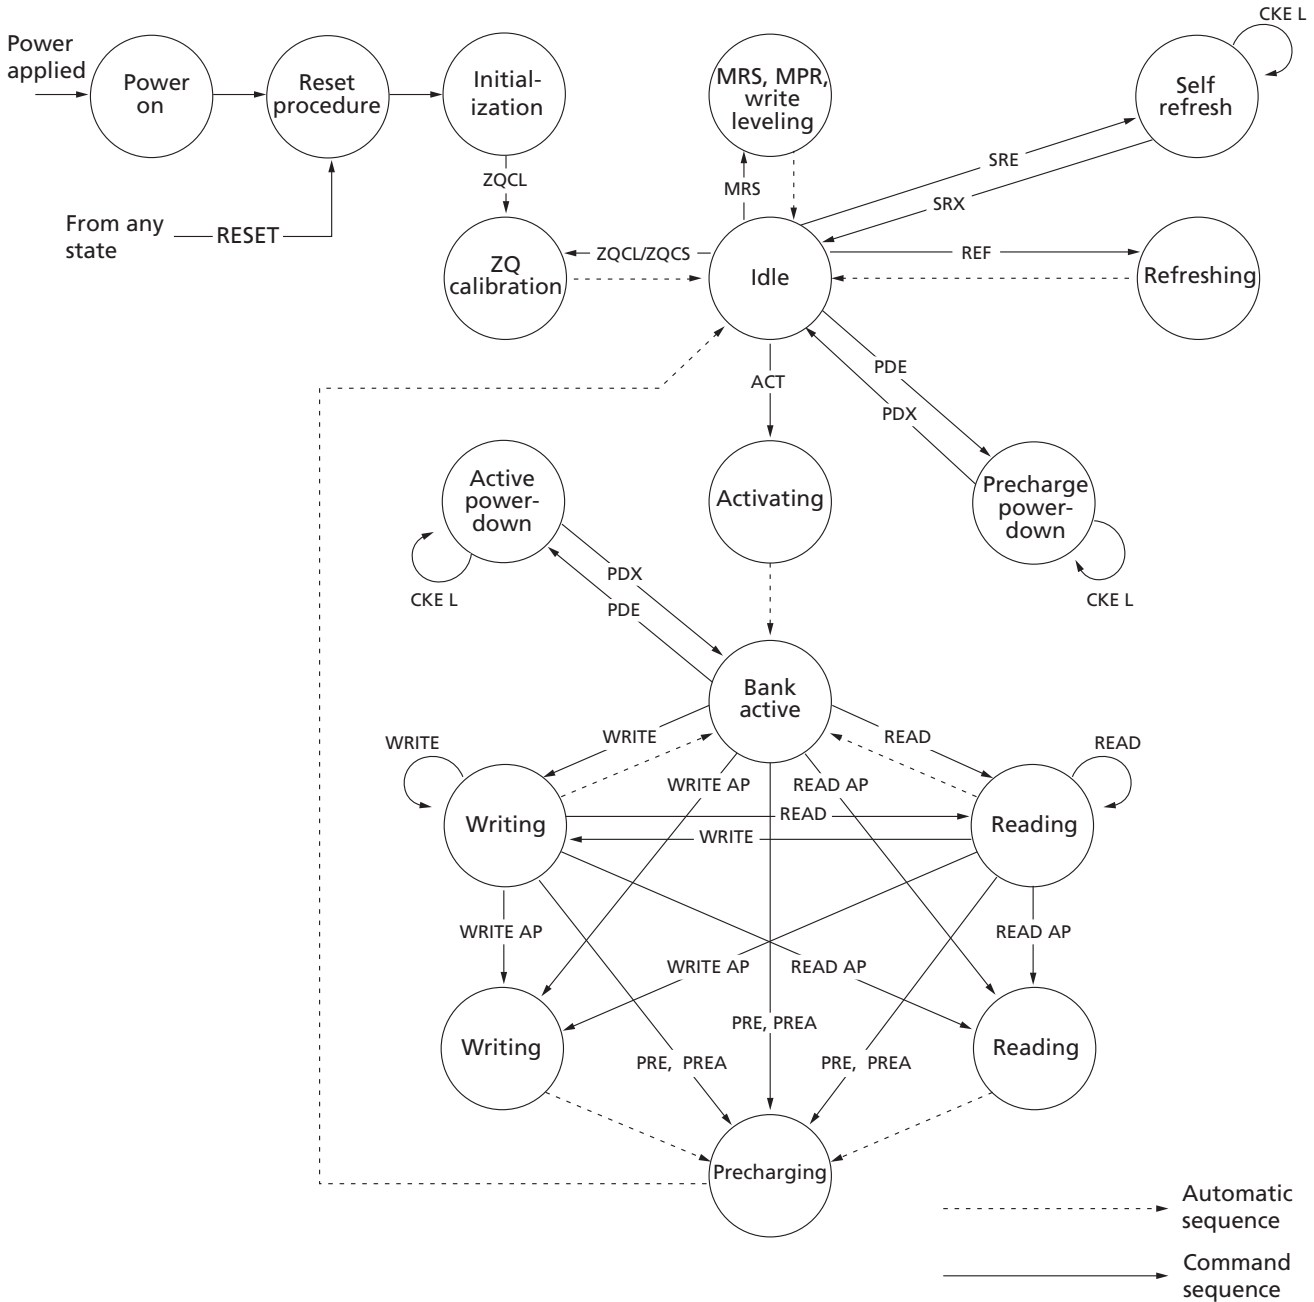 CKE L
Power
applied
Power
on
Reset
procedure
Initial-
ization
MRS, MPR,
write
leveling
Self
refresh
ZQCL
MRS
SRE
SRX
From any
state
RESET
ZQ
calibration
ZQCL/ZQCS
Idle
REF
Refreshing
PDE
ACT
PDX
Active
power-
down
Activating
Precharge
power-
down
PDX
CKE L
PDE
CKE L
Bank
active
WRITE
WRITE
READ
READ
WRITE AP
READ AP
Writing
READ
WRITE
Reading
WRITE AP
READ AP
WRITE AP
READ AP
PRE, PREA
Writing
Reading
PRE, PREA
PRE, PREA
Precharging
Automatic
sequence
Command
sequence